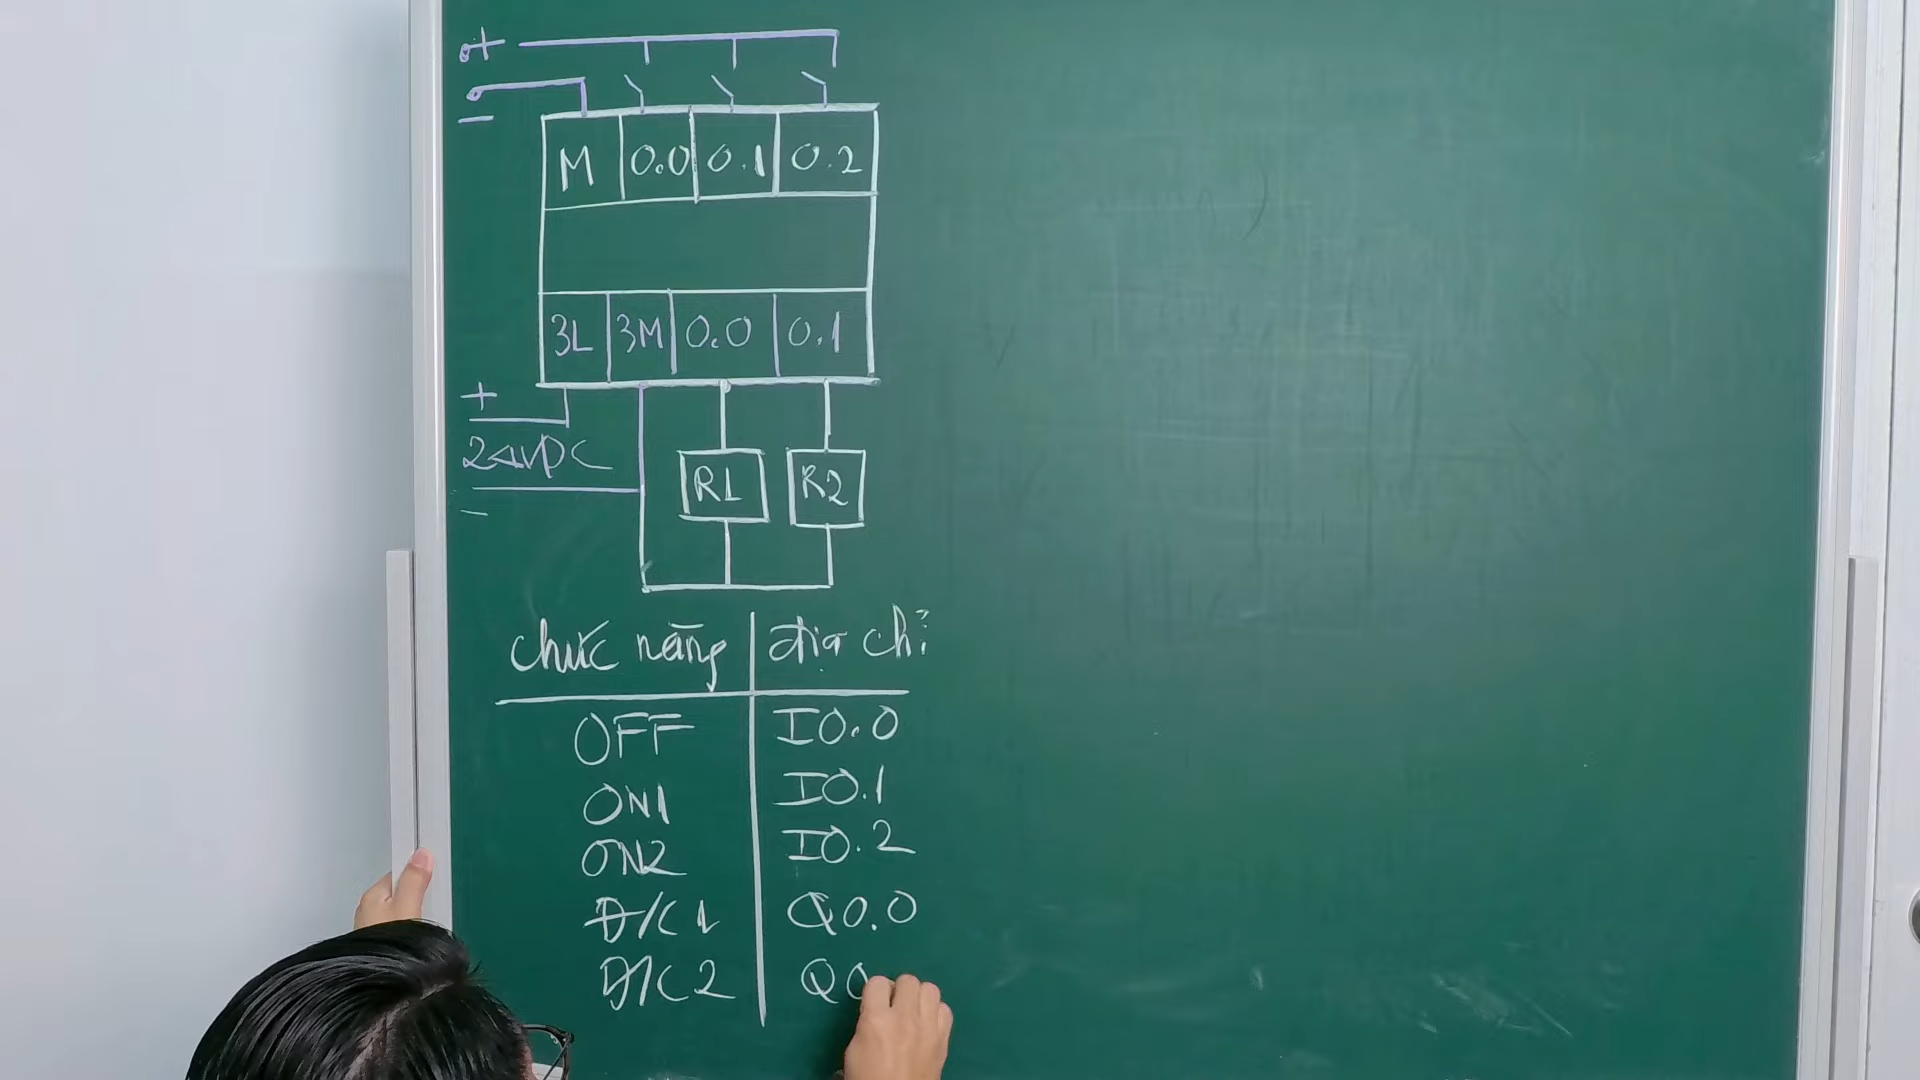 +
−
M 0.0 0.1 0.2
3L 3M 0.0 0.1
+
24VDC
−
R1 R2
chức năng địa chỉ
OFF I0.0
ON1 I0.1
ON2 I0.2
Đ/C 1 Q0.0
Đ/C 2 Q0